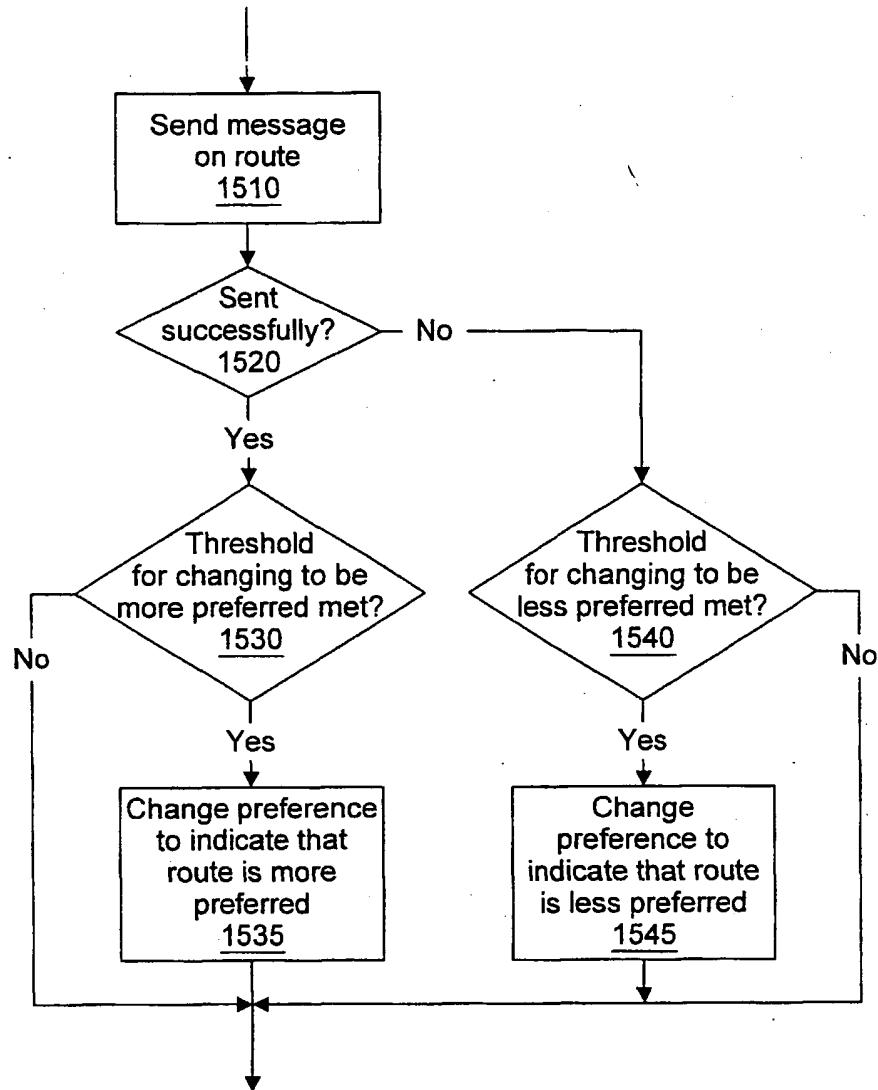 Send message
on route
1510
Sent
successfully?
1520
No
Yes
Threshold
for changing to be
more preferred met?
1530
Threshold
for changing to be
less preferred met?
1540
No
No
Yes
Yes
Change preference
to indicate that
route is more
preferred
1535
Change
preference to
indicate that route
is less preferred
1545